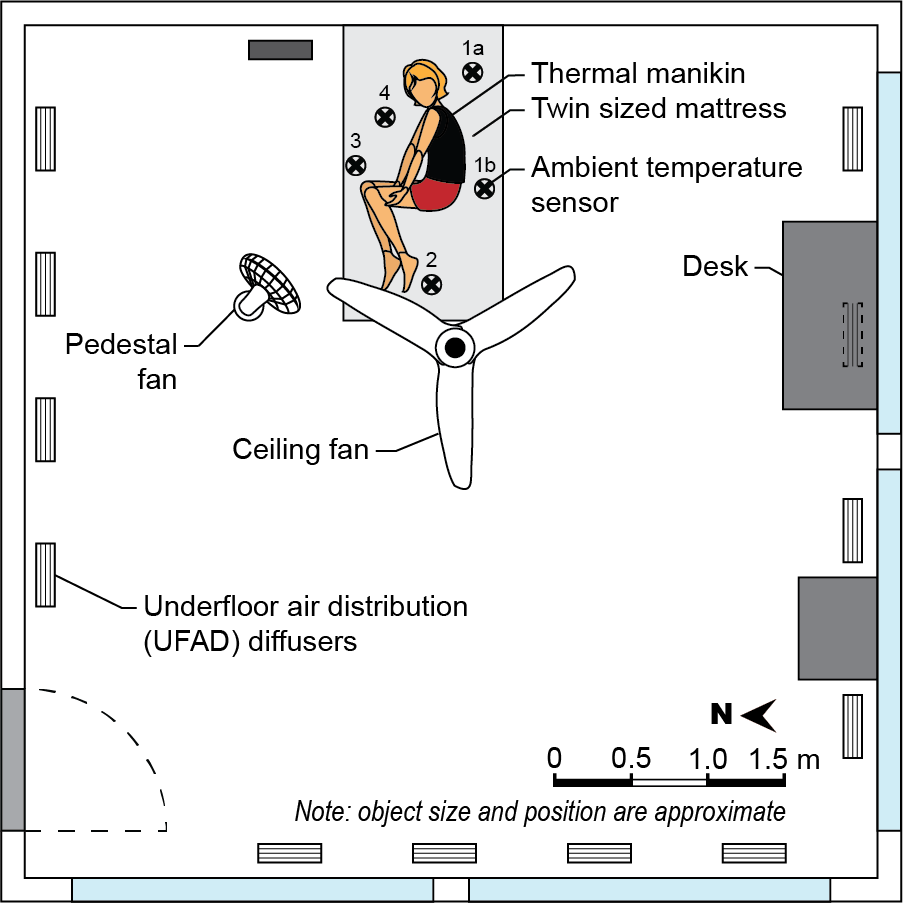 1a
Thermal manikin
4
Twin sized mattress
3
1b
Ambient temperature
sensor
2
Desk
Pedestal
fan
Ceiling fan
Underfloor air distribution
(UFAD) diffusers
N
0 0.5 1.0 1.5 m
Note: object size and position are approximate